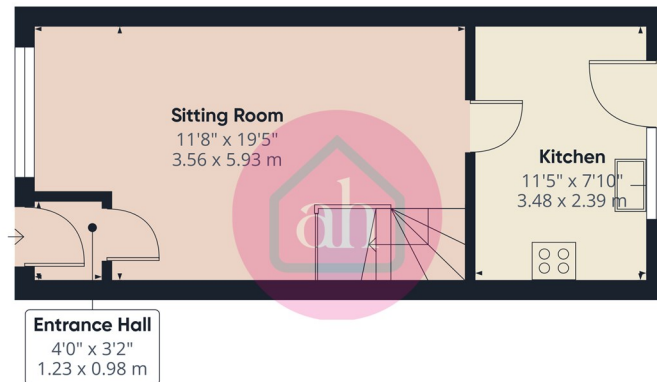 Sitting Room
11'8" x 19'5"
3.56 x 5.93 m
ah
Kitchen
11'5" x 7'10"
3.48 x 2.39 m
Entrance Hall
4'0" x 3'2"
1.23 x 0.98 m